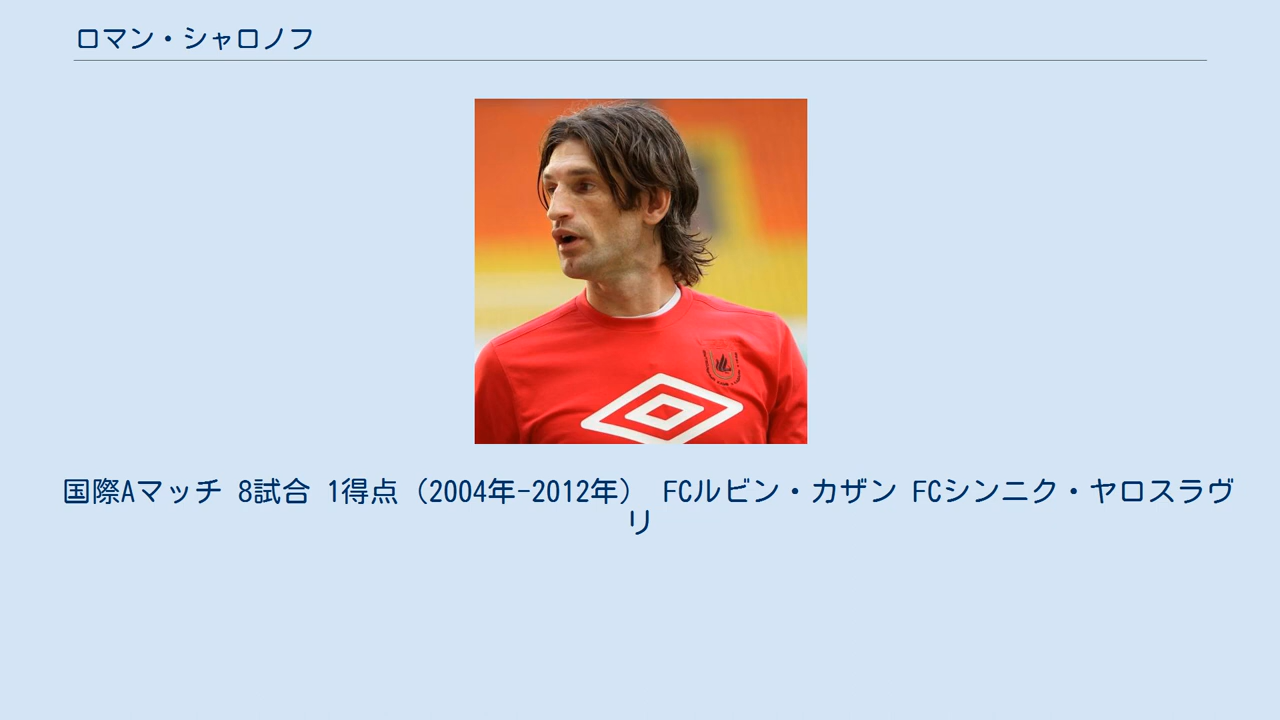 ロマン・シャロノフ
国際Aマッチ 8試合 1得点（2004年-2012年） FCルビン・カザン FCシンニク・ヤロスラヴ
リ